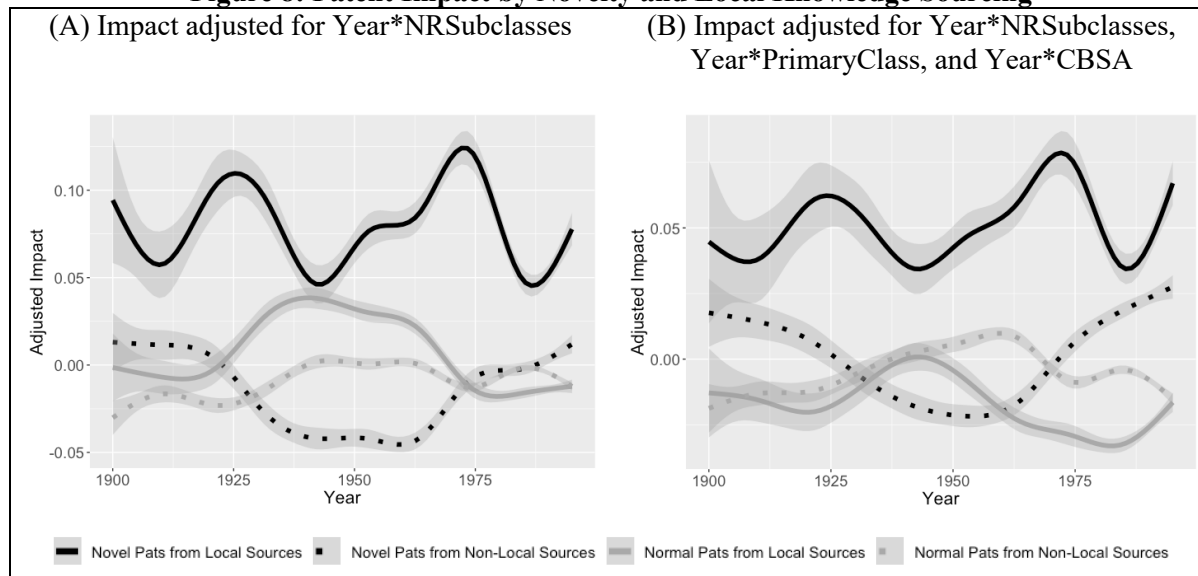 Figure 8. Patent Impact by Novelty and Local Knowledge Sourcing
(A) Impact adjusted for Year*NRSubclasses
(B) Impact adjusted for Year*NRSubclasses,
Year*PrimaryClass, and Year*CBSA
Adjusted Impact
0.10
0.05
0.00
-0.05
1900
1925
1950
1975
Year
Adjusted Impact
0.05
0.00
1900
1925
1950
1975
Year
Novel Pats from Local Sources
Novel Pats from Non-Local Sources
Normal Pats from Local Sources
Normal Pats from Non-Local Sources